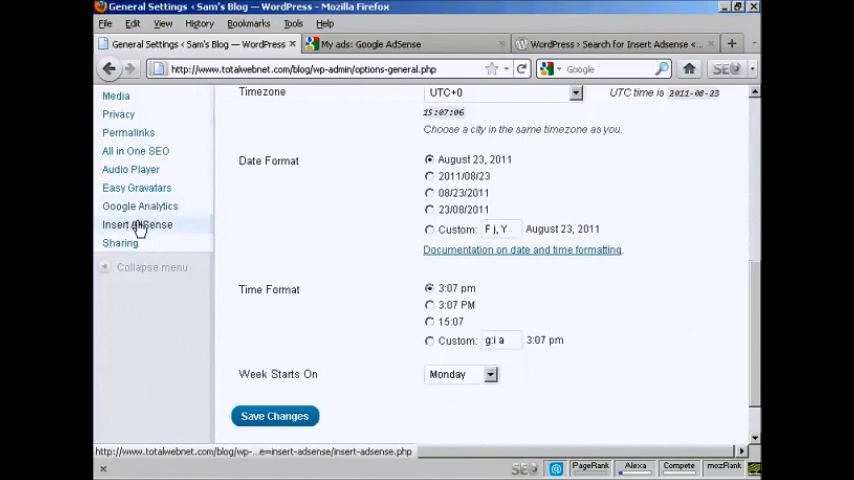 General Settings ‹ Sam's Blog — WordPress - Mozilla Firefox
File Edit View History Bookmarks Tools Help
General Settings ‹ Sam's Blog — WordPress × My ads: Google AdSense × WordPress › Search for Insert Adsense «... × +
http://www.totalwebnet.com/blog/wp-admin/options-general.php Google SEO
Media
Privacy
Permalinks
All in One SEO
Audio Player
Easy Gravatars
Google Analytics
Insert AdSense
Sharing
Collapse menu
Timezone UTC+0 UTC time is 2011-08-23
15:07:06
Choose a city in the same timezone as you.
Date Format August 23, 2011
2011/08/23
08/23/2011
23/08/2011
Custom: F j, Y August 23, 2011
Documentation on date and time formatting.
Time Format 3:07 pm
3:07 PM
15:07
Custom: g:i a 3:07 pm
Week Starts On Monday
Save Changes
http://www.totalwebnet.com/blog/wp-...e=insert-adsense/insert-adsense.php
× SEO @ PageRank Alexa Compete mozRank